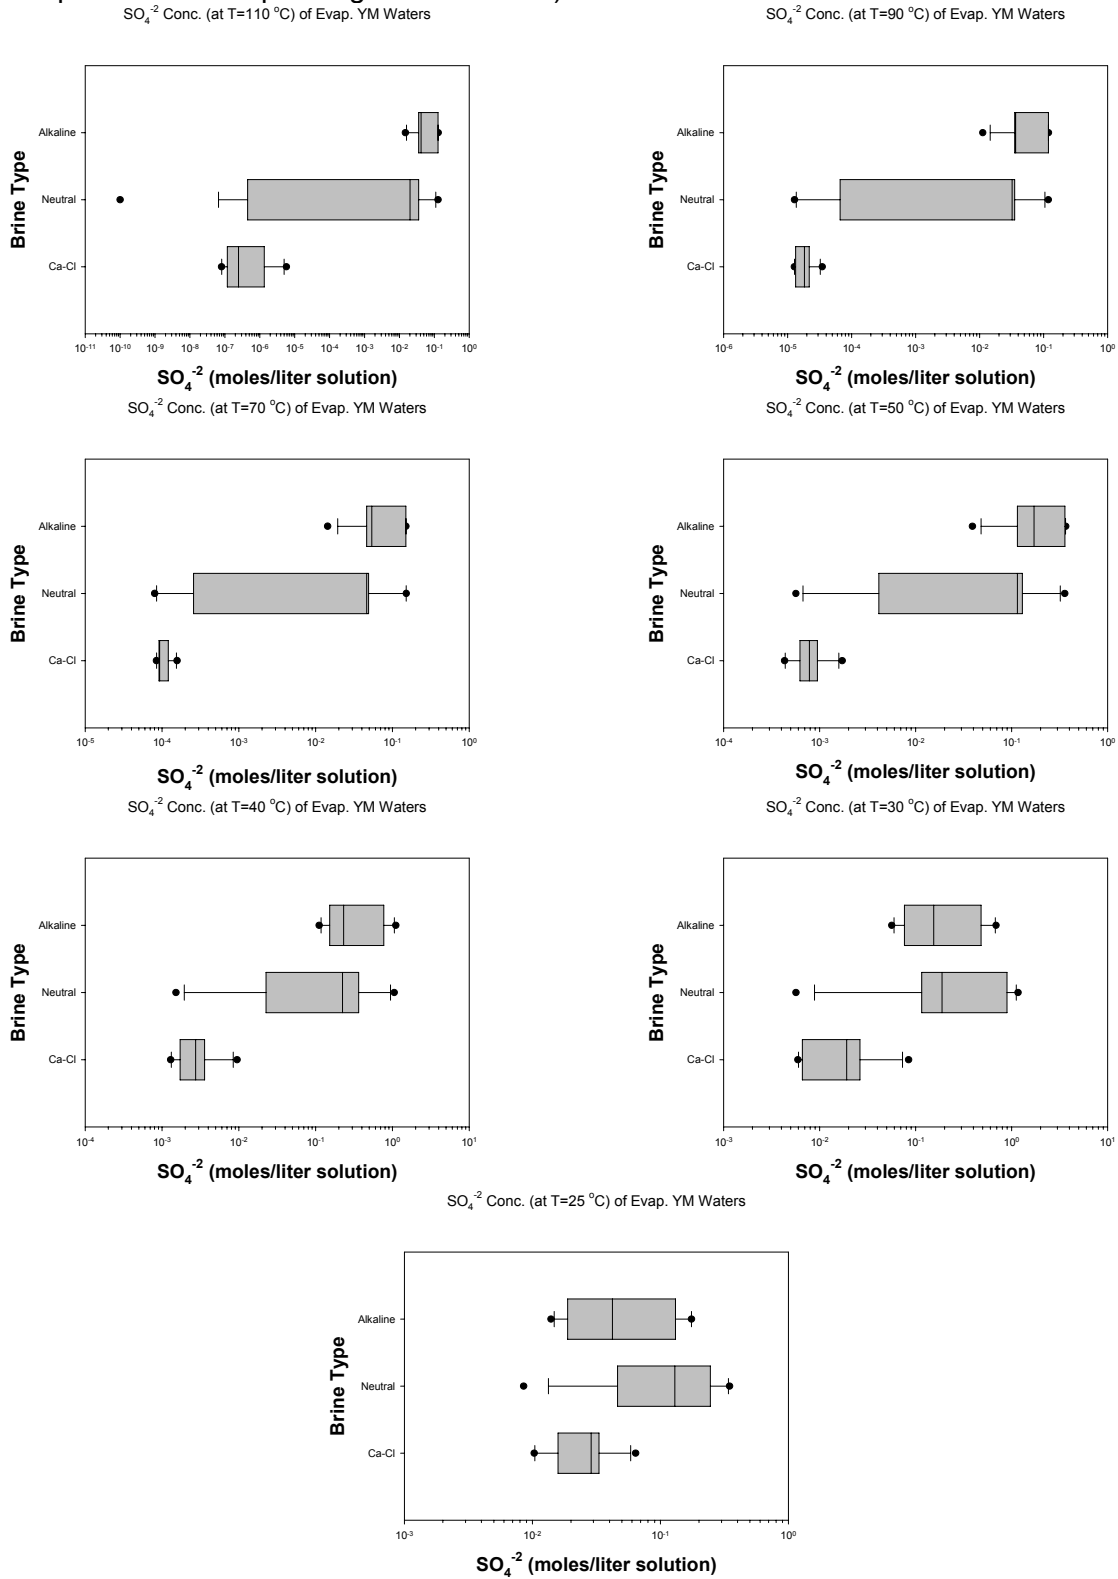 SO₄⁻² Conc. (at T=110 °C) of Evap. YM Waters
Brine Type
Alkaline
Neutral
Ca-Cl
10⁻¹¹ 10⁻¹⁰ 10⁻⁹ 10⁻⁸ 10⁻⁷ 10⁻⁶ 10⁻⁵ 10⁻⁴ 10⁻³ 10⁻² 10⁻¹ 10⁰
SO₄⁻² (moles/liter solution)
SO₄⁻² Conc. (at T=90 °C) of Evap. YM Waters
Brine Type
Alkaline
Neutral
Ca-Cl
10⁻⁶ 10⁻⁵ 10⁻⁴ 10⁻³ 10⁻² 10⁻¹ 10⁰
SO₄⁻² (moles/liter solution)
SO₄⁻² Conc. (at T=70 °C) of Evap. YM Waters
Brine Type
Alkaline
Neutral
Ca-Cl
10⁻⁵ 10⁻⁴ 10⁻³ 10⁻² 10⁻¹ 10⁰
SO₄⁻² (moles/liter solution)
SO₄⁻² Conc. (at T=50 °C) of Evap. YM Waters
Brine Type
Alkaline
Neutral
Ca-Cl
10⁻⁴ 10⁻³ 10⁻² 10⁻¹ 10⁰
SO₄⁻² (moles/liter solution)
SO₄⁻² Conc. (at T=40 °C) of Evap. YM Waters
Brine Type
Alkaline
Neutral
Ca-Cl
10⁻⁴ 10⁻³ 10⁻² 10⁻¹ 10⁰ 10¹
SO₄⁻² (moles/liter solution)
SO₄⁻² Conc. (at T=30 °C) of Evap. YM Waters
Brine Type
Alkaline
Neutral
Ca-Cl
10⁻³ 10⁻² 10⁻¹ 10⁰ 10¹
SO₄⁻² (moles/liter solution)
SO₄⁻² Conc. (at T=25 °C) of Evap. YM Waters
Brine Type
Alkaline
Neutral
Ca-Cl
10⁻³ 10⁻² 10⁻¹ 10⁰
SO₄⁻² (moles/liter solution)